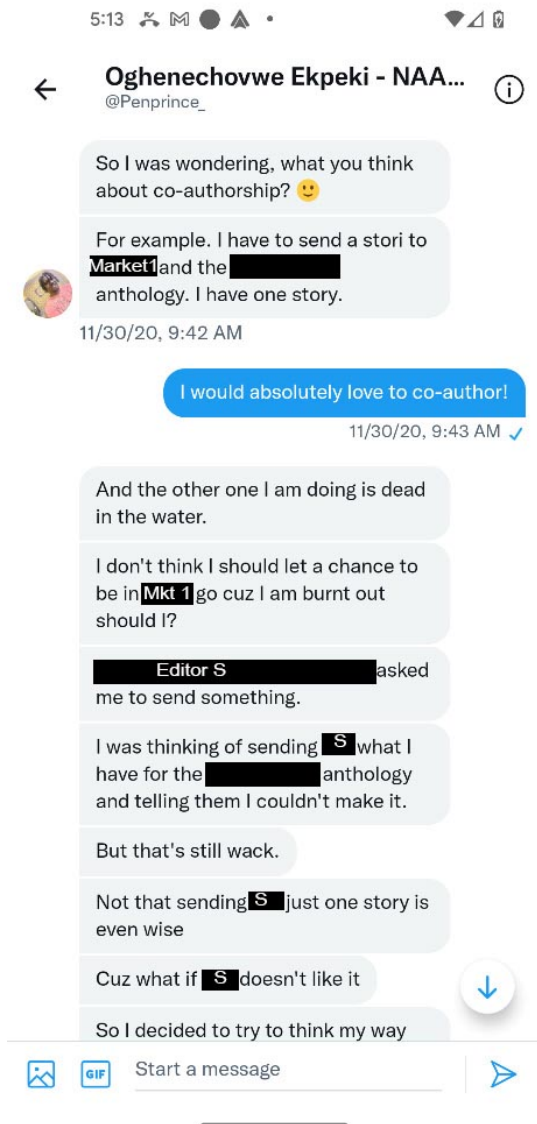 5:13
Oghenechovwe Ekpeki - NAA...
@Penprince_
So I was wondering, what you think
about co-authorship? 🙂
For example. I have to send a stori to
Market1 and the
anthology. I have one story.
11/30/20, 9:42 AM
I would absolutely love to co-author!
11/30/20, 9:43 AM
And the other one I am doing is dead
in the water.
I don't think I should let a chance to
be in Mkt 1 go cuz I am burnt out
should I?
Editor S asked
me to send something.
I was thinking of sending S what I
have for the anthology
and telling them I couldn't make it.
But that's still wack.
Not that sending S just one story is
even wise
Cuz what if S doesn't like it
So I decided to try to think my way
GIF
Start a message